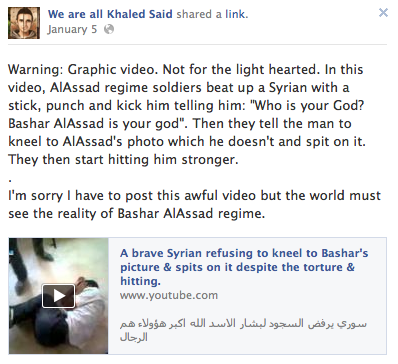 We are all Khaled Said shared a link.
January 5
Warning: Graphic video. Not for the light hearted. In this
video, AlAssad regime soldiers beat up a Syrian with a
stick, punch and kick him telling him: "Who is your God?
Bashar AlAssad is your god". Then they tell the man to
kneel to AlAssad's photo which he doesn't and spit on it.
They then start hitting him stronger.
.
I'm sorry I have to post this awful video but the world must
see the reality of Bashar AlAssad regime.
A brave Syrian refusing to kneel to Bashar's
picture & spits on it despite the torture &
hitting.
www.youtube.com
سوري يرفض السجود لبشار الاسد الله اكبر هؤولاء هم
الرجال